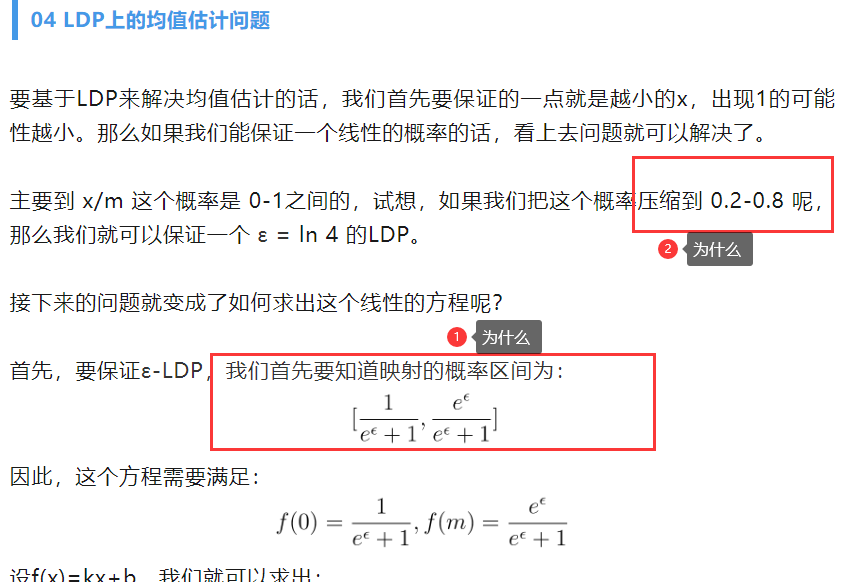 04 LDP上的均值估计问题
要基于LDP来解决均值估计的话，我们首先要保证的一点就是越小的x，出现1的可能
性越小。那么如果我们能保证一个线性的概率的话，看上去问题就可以解决了。
主要到 x/m 这个概率是 0-1之间的，试想，如果我们把这个概率压缩到 0.2-0.8 呢，
那么我们就可以保证一个 ε = ln 4 的LDP。
2 为什么
接下来的问题就变成了如何求出这个线性的方程呢？
1 为什么
首先，要保证ε-LDP，我们首先要知道映射的概率区间为：
[\frac{1}{e^ϵ + 1}, \frac{e^ϵ}{e^ϵ + 1}]
因此，这个方程需要满足：
f(0) = \frac{1}{e^ϵ + 1}, f(m) = \frac{e^ϵ}{e^ϵ + 1}
设f(x)=kx+b，我们就可以求出：